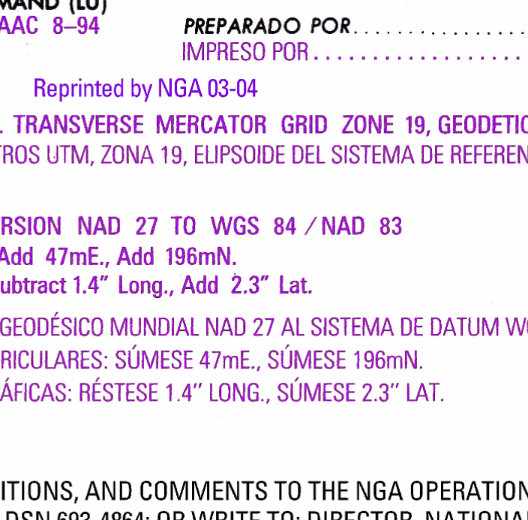 MAND (LU)
AAC 8–94
PREPARADO POR..............
IMPRESO POR..................
Reprinted by NGA 03-04
. TRANSVERSE MERCATOR GRID ZONE 19, GEODETIC
TROS UTM, ZONA 19, ELIPSOIDE DEL SISTEMA DE REFEREN
RSION NAD 27 TO WGS 84 / NAD 83
Add 47mE., Add 196mN.
ubtract 1.4″ Long., Add 2.3″ Lat.
GEODÉSICO MUNDIAL NAD 27 AL SISTEMA DE DATUM WG
RICULARES: SÚMESE 47mE., SÚMESE 196mN.
ÁFICAS: RÉSTESE 1.4″ LONG., SÚMESE 2.3″ LAT.
ITIONS, AND COMMENTS TO THE NGA OPERATION
DSN 693-4864; OR WRITE TO: DIRECTOR, NATIONA